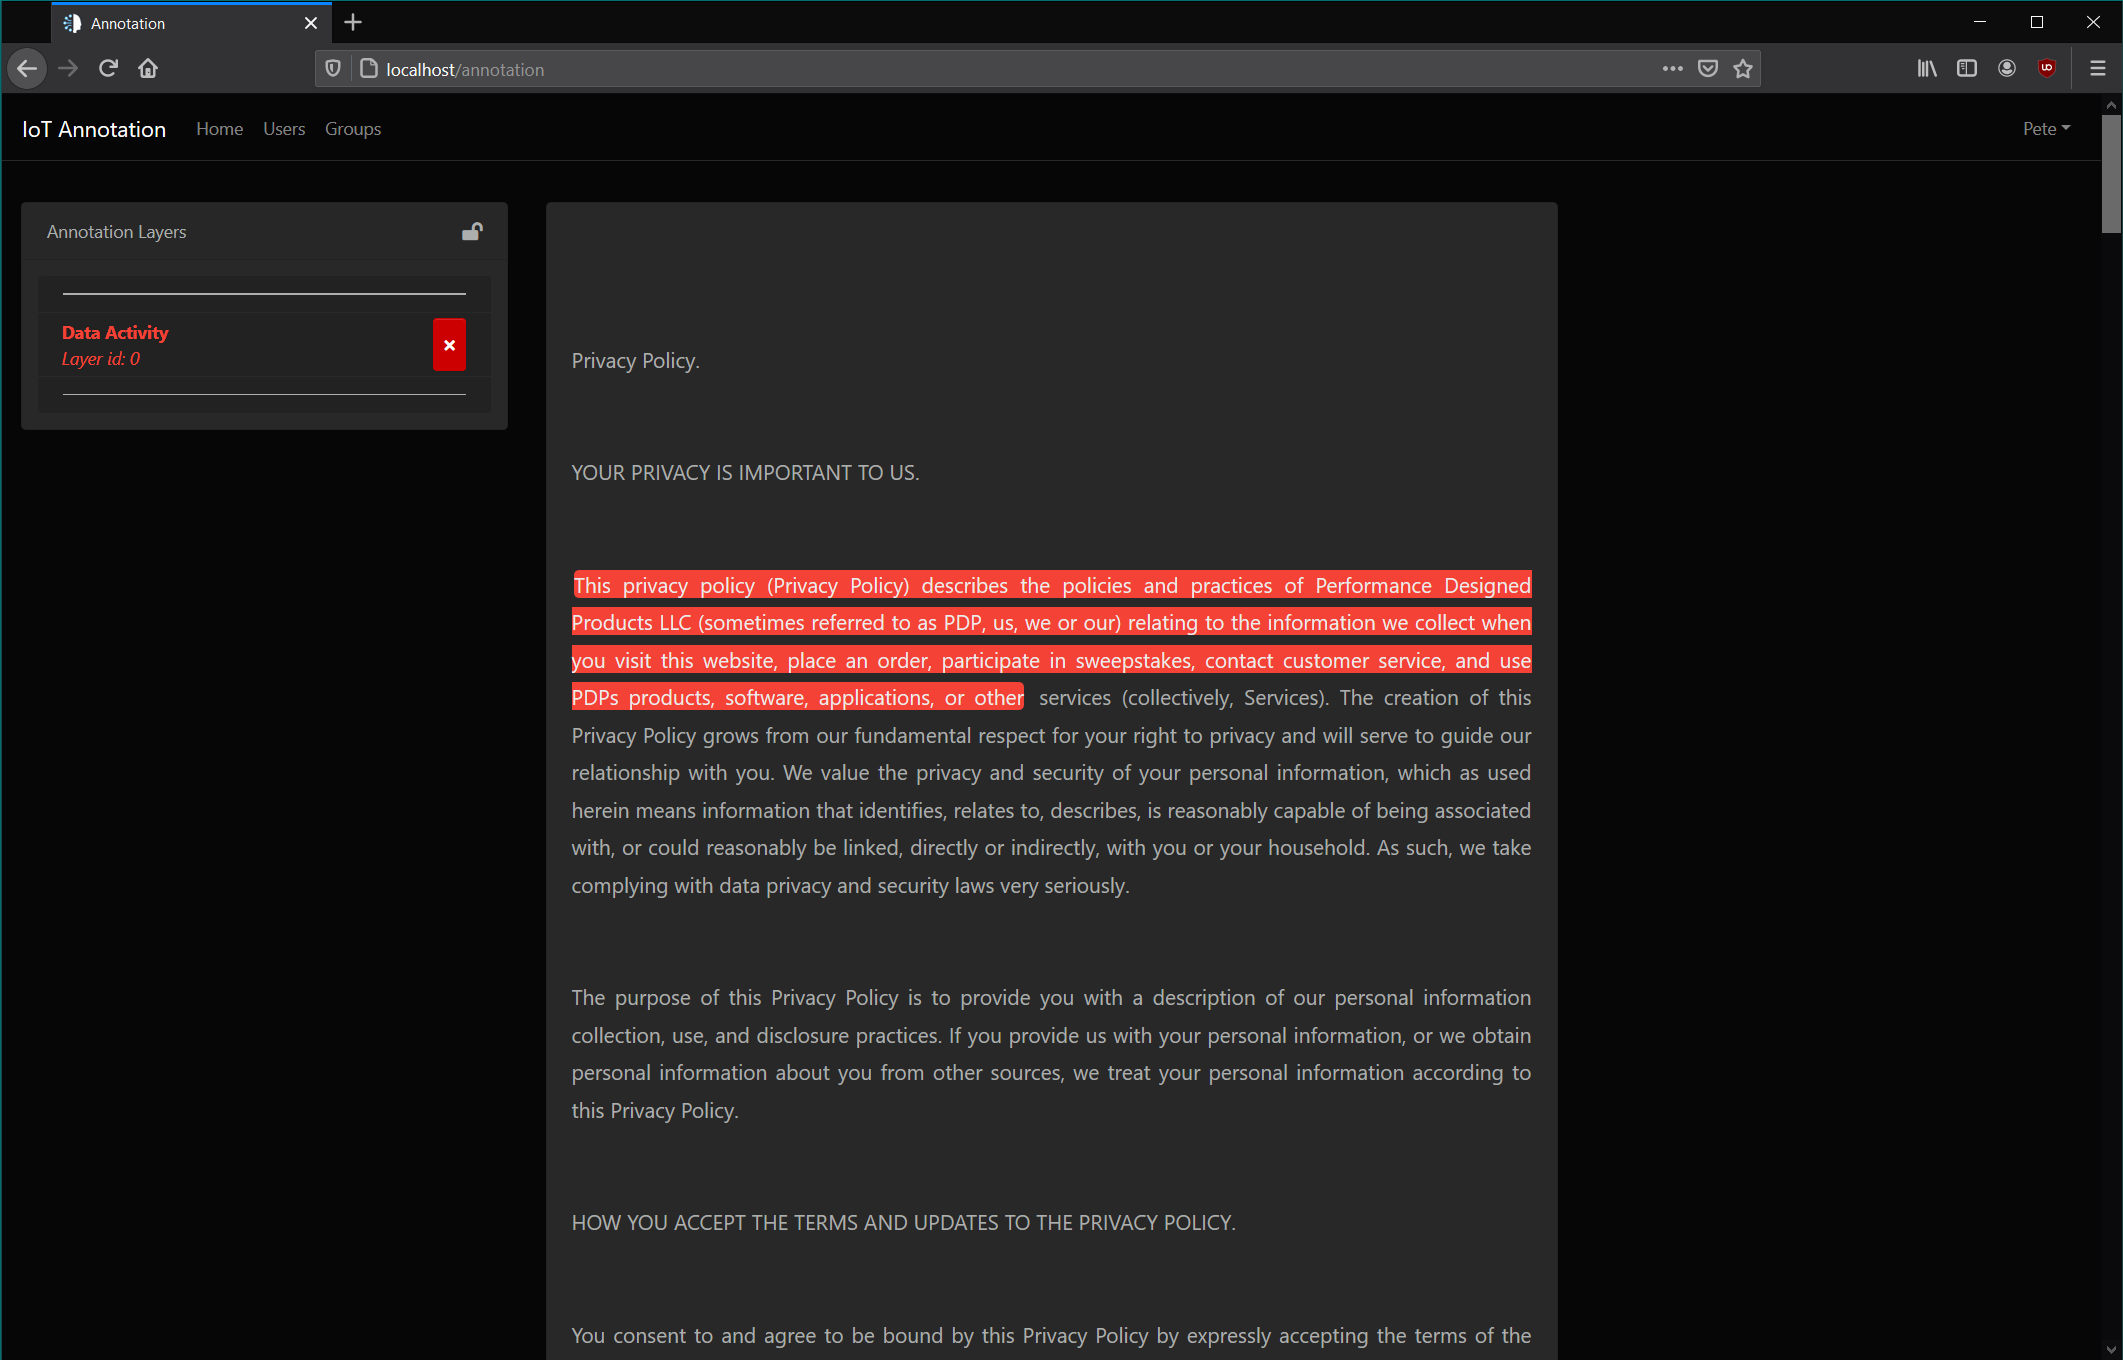 Annotation
localhost/annotation
IoT Annotation Home Users Groups Pete
Annotation Layers
Data Activity
Layer id: 0
Privacy Policy.
YOUR PRIVACY IS IMPORTANT TO US.
This privacy policy (Privacy Policy) describes the policies and practices of Performance Designed
Products LLC (sometimes referred to as PDP, us, we or our) relating to the information we collect when
you visit this website, place an order, participate in sweepstakes, contact customer service, and use
PDPs products, software, applications, or other services (collectively, Services). The creation of this
Privacy Policy grows from our fundamental respect for your right to privacy and will serve to guide our
relationship with you. We value the privacy and security of your personal information, which as used
herein means information that identifies, relates to, describes, is reasonably capable of being associated
with, or could reasonably be linked, directly or indirectly, with you or your household. As such, we take
complying with data privacy and security laws very seriously.
The purpose of this Privacy Policy is to provide you with a description of our personal information
collection, use, and disclosure practices. If you provide us with your personal information, or we obtain
personal information about you from other sources, we treat your personal information according to
this Privacy Policy.
HOW YOU ACCEPT THE TERMS AND UPDATES TO THE PRIVACY POLICY.
You consent to and agree to be bound by this Privacy Policy by expressly accepting the terms of the